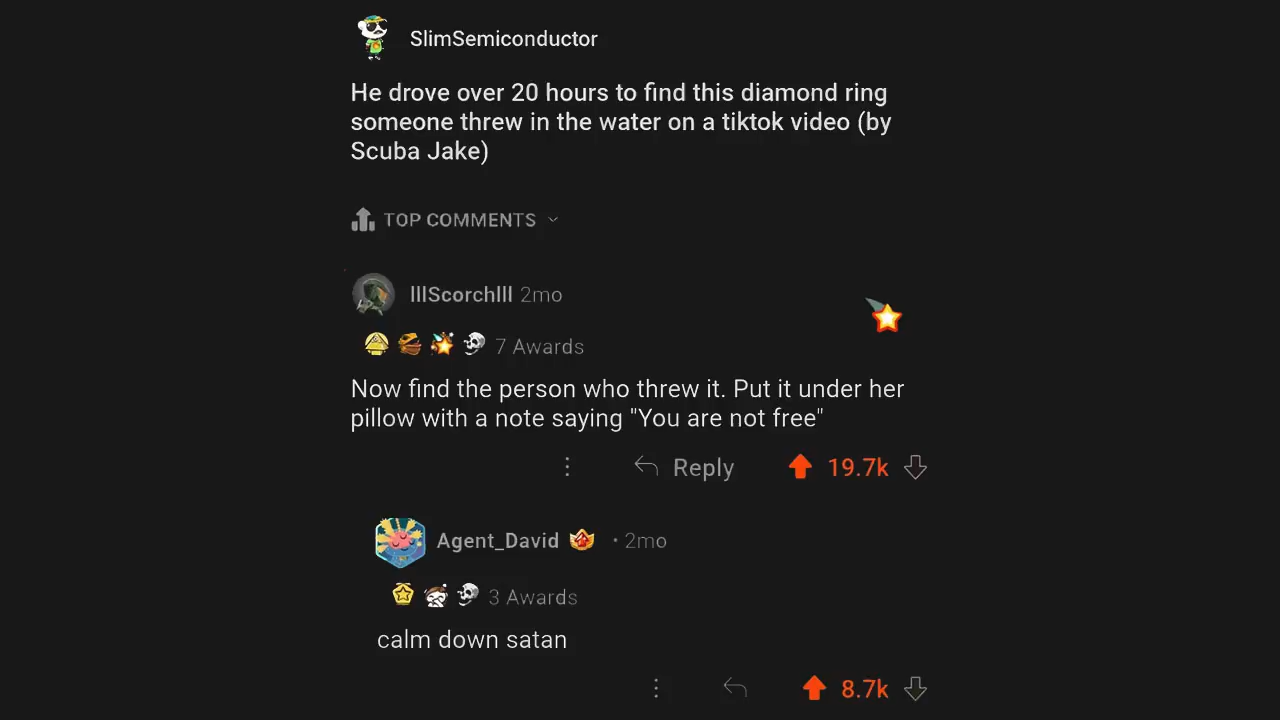 SlimSemiconductor
He drove over 20 hours to find this diamond ring
someone threw in the water on a tiktok video (by
Scuba Jake)
TOP COMMENTS
lllScorchlll 2mo
7 Awards
Now find the person who threw it. Put it under her
pillow with a note saying "You are not free"
Reply 19.7k
Agent_David • 2mo
3 Awards
calm down satan
8.7k